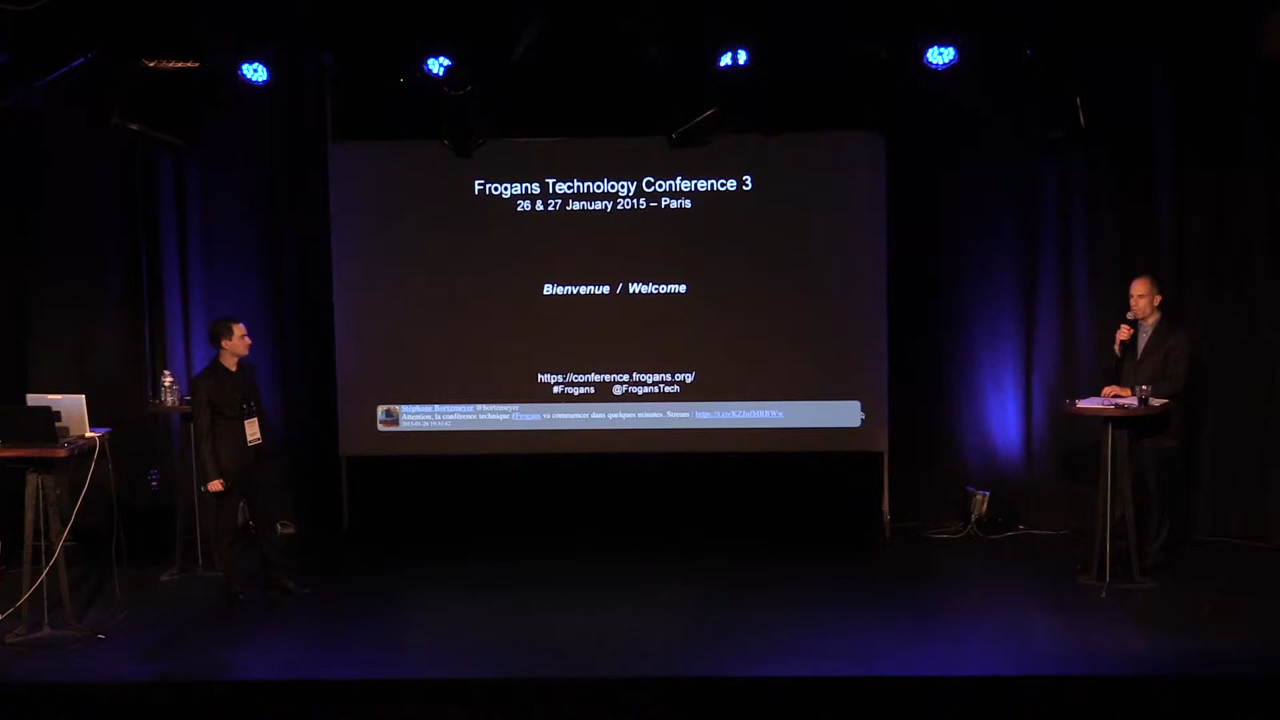 Frogans Technology Conference 3
26 & 27 January 2015 – Paris
Bienvenue / Welcome
https://conference.frogans.org/
#Frogans @FrogansTech
Stéphane Bortzmeyer @bortzmeyer
Attention, la conférence technique #Frogans va commencer dans quelques minutes. Stream :